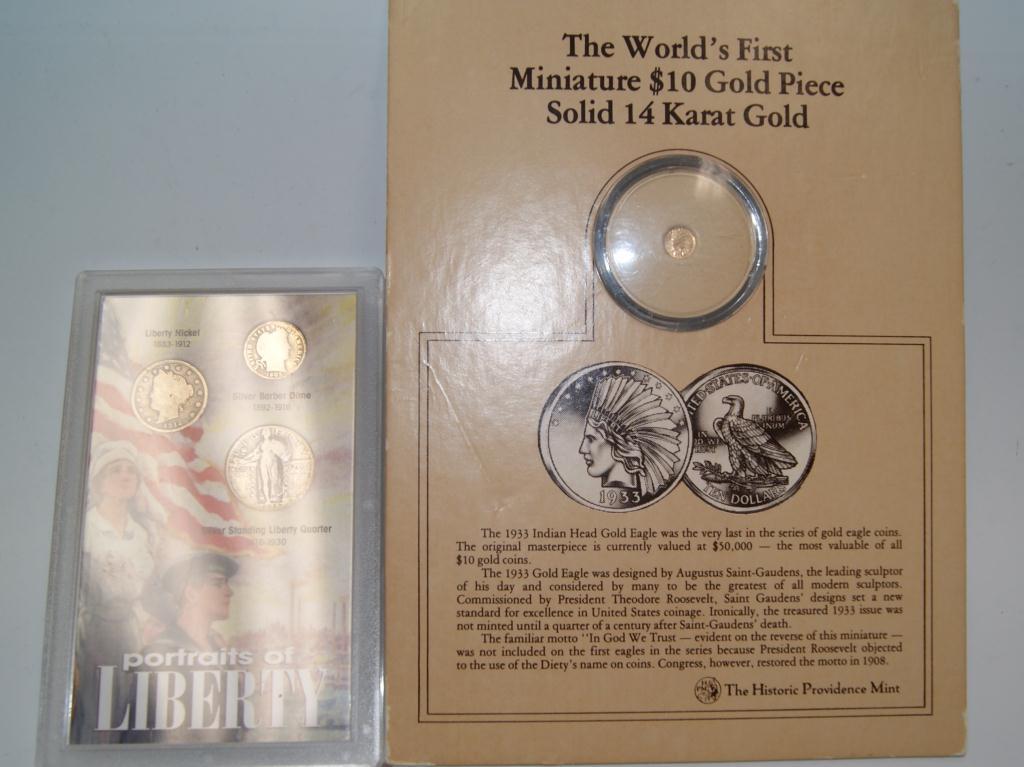 The World's First
Miniature $10 Gold Piece
Solid 14 Karat Gold
1933
TED·STATES·OF·AMERICA
E
PLURIBUS
UNUM
TEN DOLLARS
The 1933 Indian Head Gold Eagle was the very last in the series of gold eagle coins.
The original masterpiece is currently valued at $50,000 — the most valuable of all
$10 gold coins.
The 1933 Gold Eagle was designed by Augustus Saint-Gaudens, the leading sculptor
of his day and considered by many to be the greatest of all modern sculptors.
Commissioned by President Theodore Roosevelt, Saint Gaudens' designs set a new
standard for excellence in United States coinage. Ironically, the treasured 1933 issue was
not minted until a quarter of a century after Saint-Gaudens' death.
The familiar motto "In God We Trust — evident on the reverse of this miniature —
was not included on the first eagles in the series because President Roosevelt objected
to the use of the Diety's name on coins. Congress, however, restored the motto in 1908.
The Historic Providence Mint
Liberty Nickel
1883-1912
1912
Silver Barber Dime
1892-1916
Standing Liberty Quarter
1930
portraits of
LIBERTY